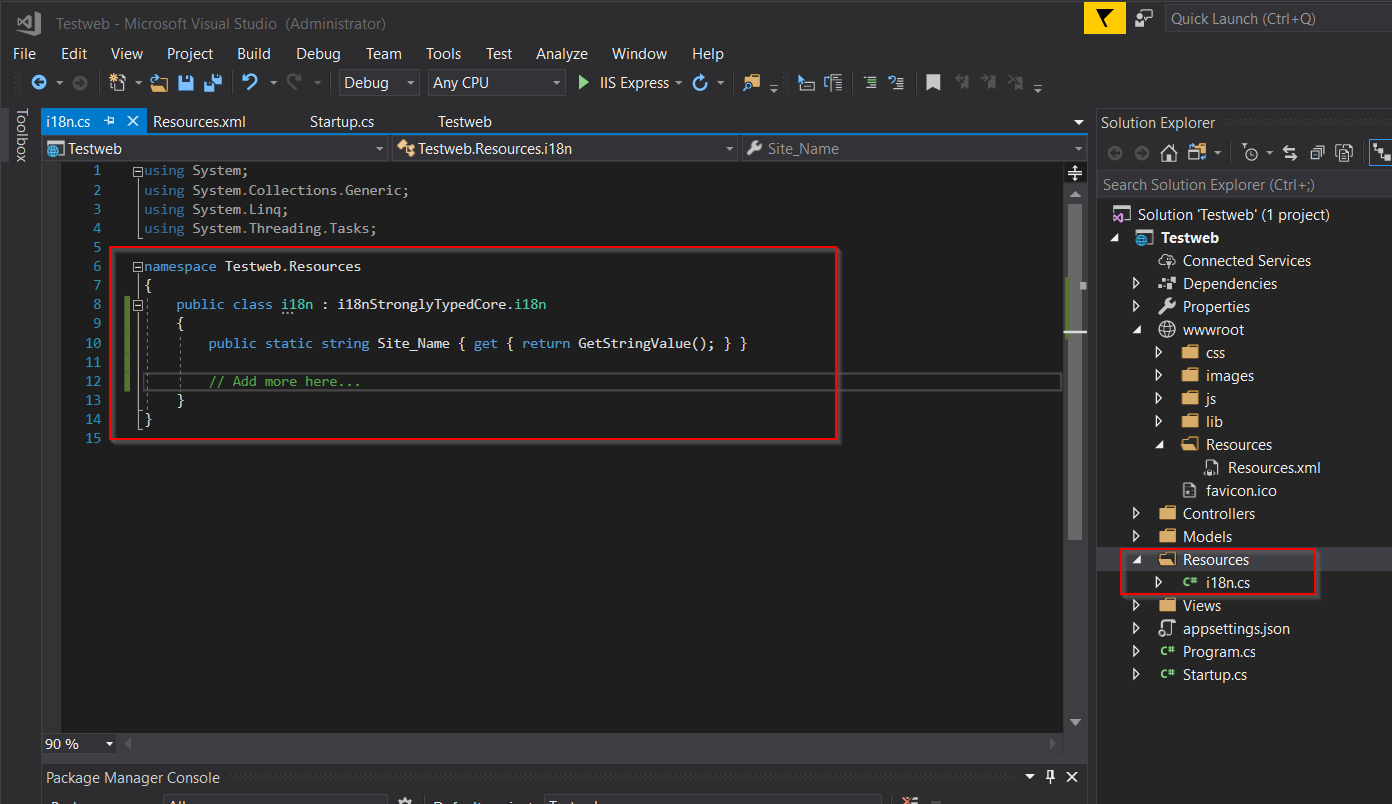 Testweb - Microsoft Visual Studio (Administrator)
Quick Launch (Ctrl+Q)
File Edit View Project Build Debug Team Tools Test Analyze Window Help
Debug Any CPU IIS Express
Toolbox
i18n.cs Resources.xml Startup.cs Testweb
Testweb Testweb.Resources.i18n Site_Name
1 using System;
2 using System.Collections.Generic;
3 using System.Linq;
4 using System.Threading.Tasks;
5
6 namespace Testweb.Resources
7 {
8 public class i18n : i18nStronglyTypedCore.i18n
9 {
10 public static string Site_Name { get { return GetStringValue(); } }
11
12 // Add more here...
13 }
14 }
15
90 %
Package Manager Console
Solution Explorer
Search Solution Explorer (Ctrl+;)
Solution 'Testweb' (1 project)
Testweb
Connected Services
Dependencies
Properties
wwwroot
css
images
js
lib
Resources
Resources.xml
favicon.ico
Controllers
Models
Resources
C# i18n.cs
Views
appsettings.json
C# Program.cs
C# Startup.cs